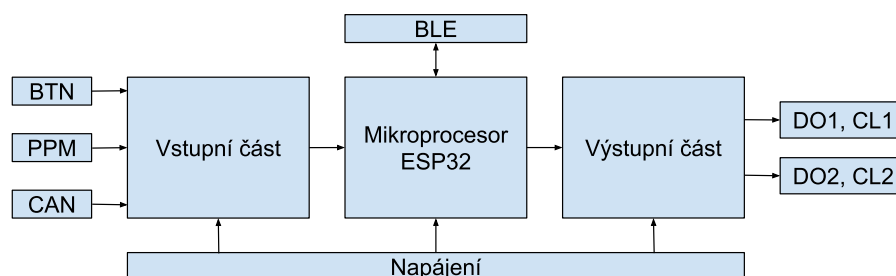 BLE
BTN
PPM
CAN
Vstupní část
Mikroprocesor
ESP32
Výstupní část
DO1, CL1
DO2, CL2
Napájení